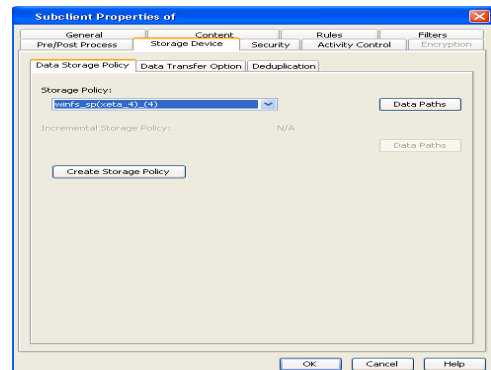 Subclient Properties of
General Content Rules Filters
Pre/Post Process Storage Device Security Activity Control Encryption
Data Storage Policy Data Transfer Option Deduplication
Storage Policy:
winfs_sp(xeta_4)_(4) Data Paths
Incremental Storage Policy: N/A
Data Paths
Create Storage Policy
OK Cancel Help